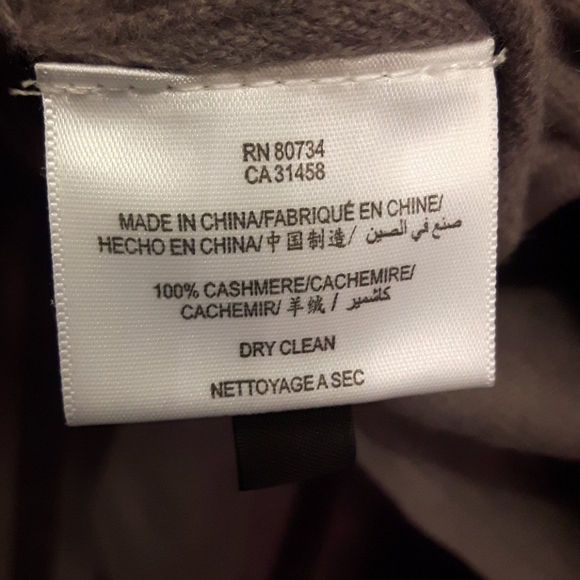 RN 80734
CA 31458
MADE IN CHINA/FABRIQUÉ EN CHINE/
HECHO EN CHINA/中国制造/ صنع في الصين
100% CASHMERE/CACHEMIRE/
CACHEMIR/ 羊绒 / كاشمير
DRY CLEAN
NETTOYAGE A SEC